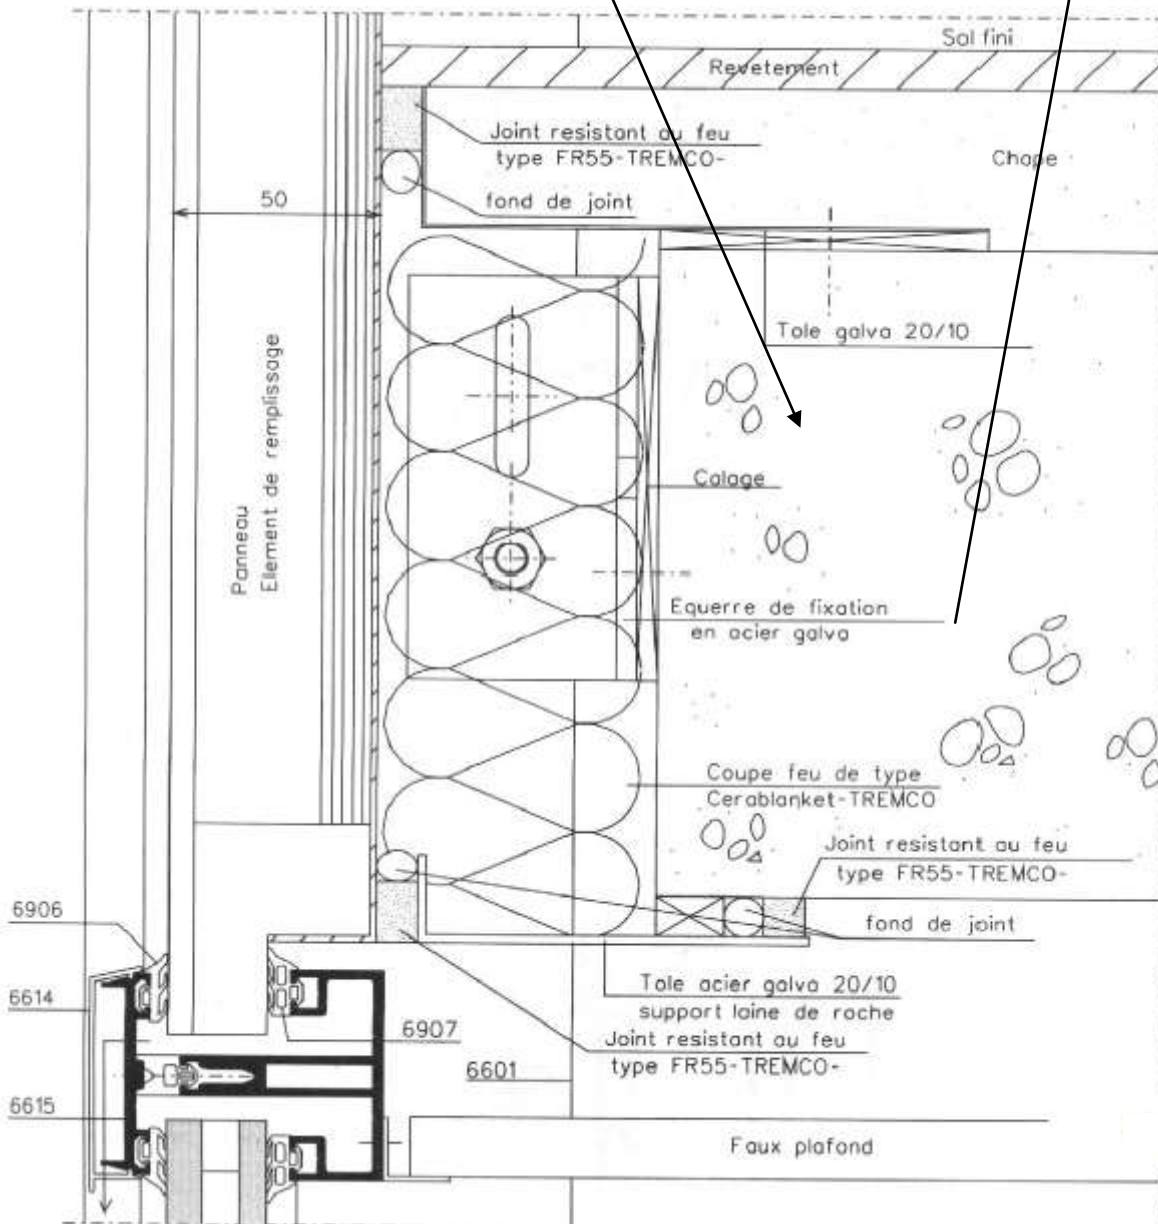 Sol fini
Revetement
Joint resistant au feu
type FR55-TREMCO-
Chape
fond de joint
50
Tole galva 20/10
Panneau
Ellement de remplissage
Calage
Equerre de fixation
en acier galva
Coupe feu de type
Cerablanket-TREMCO
Joint resistant au feu
type FR55-TREMCO-
6906
fond de joint
6614
Tole acier galva 20/10
support laine de roche
6907
Joint resistant au feu
type FR55-TREMCO-
6601
6615
Faux plafond